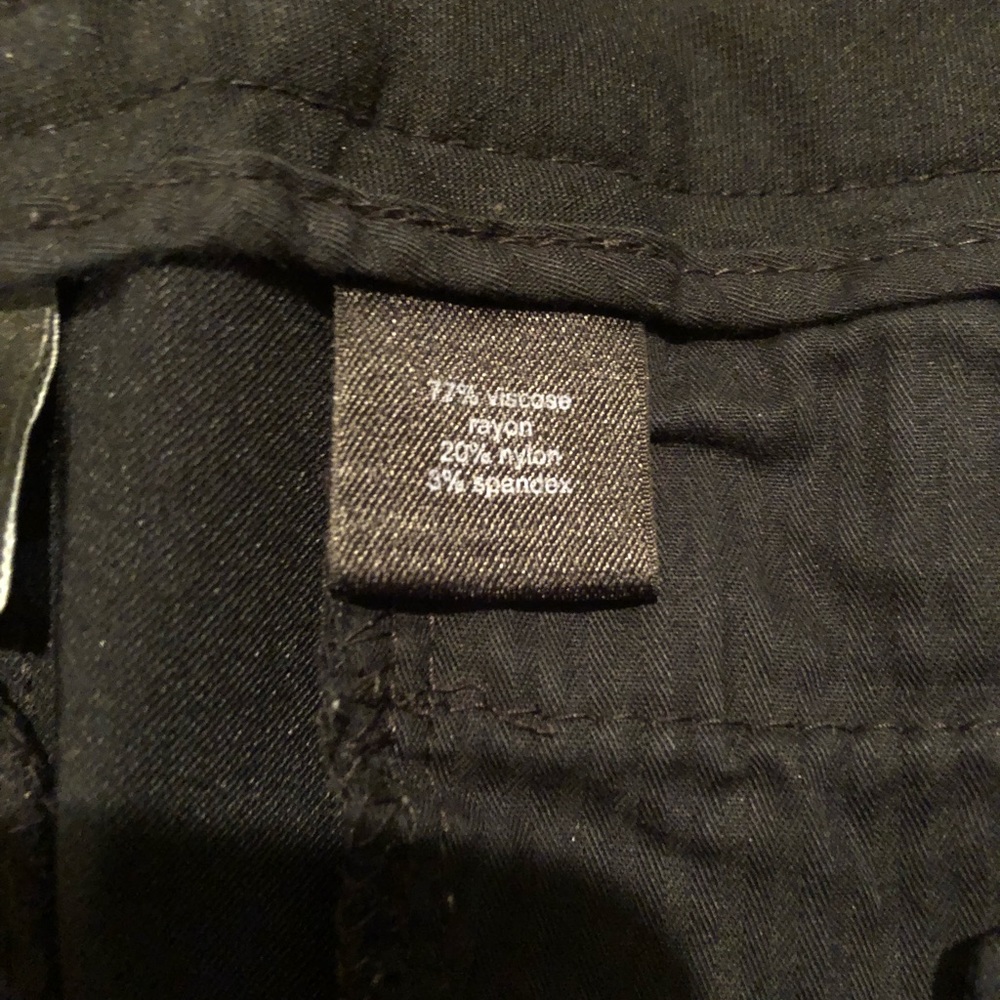 77% viscose
rayon
20% nylon
3% spandex